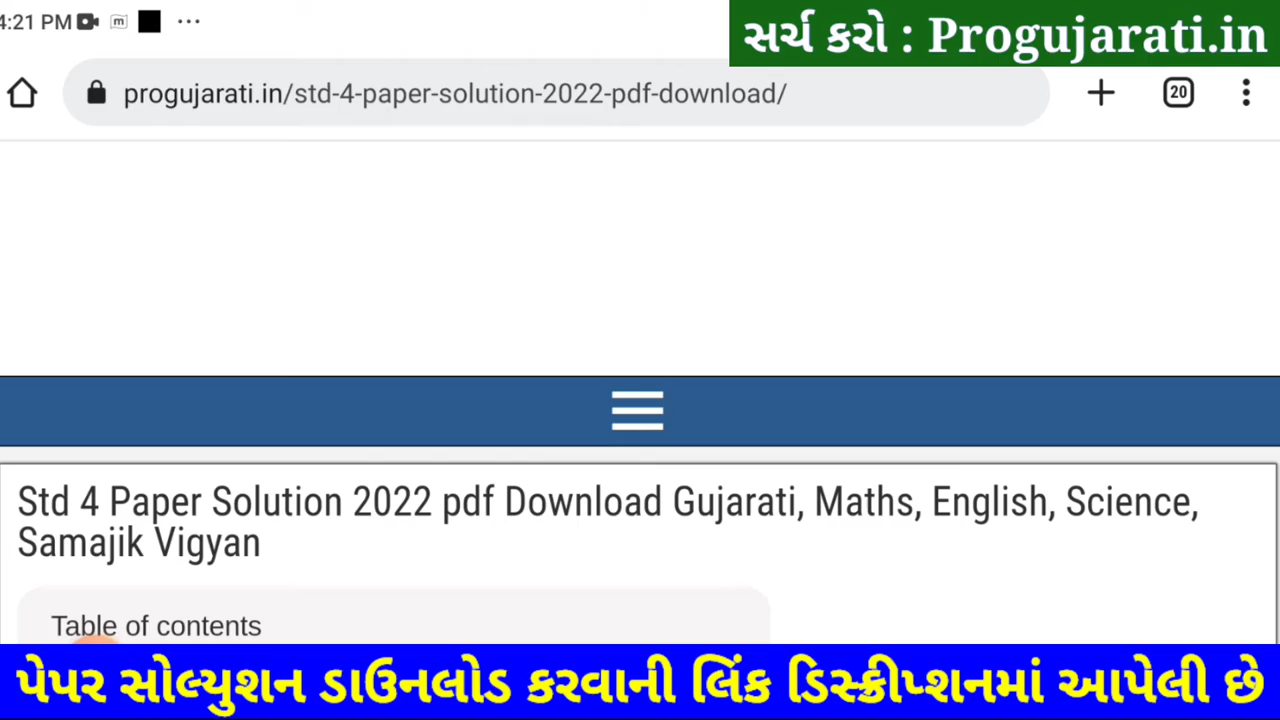 4:21 PM
સર્ચ કરો : Progujarati.in
progujarati.in/std-4-paper-solution-2022-pdf-download/
20
Std 4 Paper Solution 2022 pdf Download Gujarati, Maths, English, Science,
Samajik Vigyan
Table of contents
પેપર સોલ્યુશન ડાઉનલોડ કરવાની લિંક ડિસ્ક્રીપ્શનમાં આપેલી છે